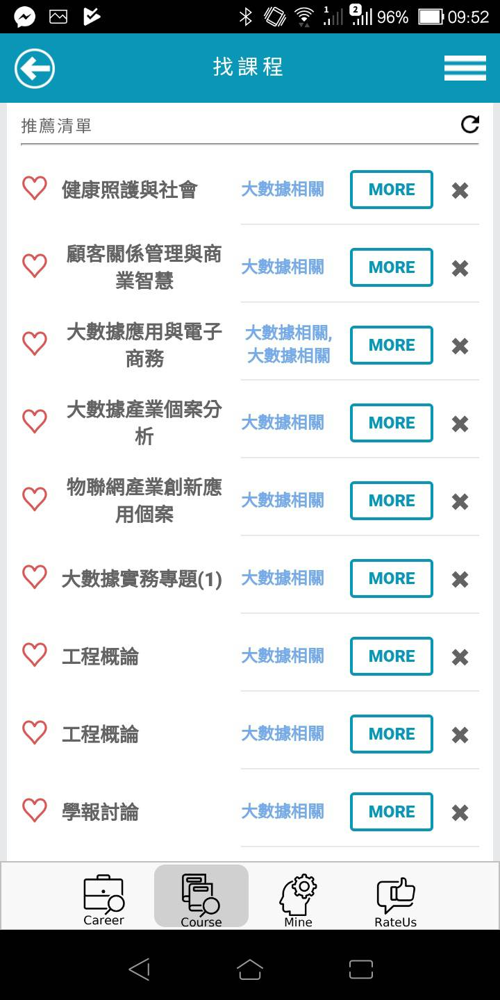 1 2 96% 09:52
找課程
推薦清單
健康照護與社會 大數據相關 MORE
顧客關係管理與商
業智慧
大數據相關 MORE
大數據應用與電子
商務
大數據相關,
大數據相關
MORE
大數據產業個案分
析
大數據相關 MORE
物聯網產業創新應
用個案
大數據相關 MORE
大數據實務專題(1) 大數據相關 MORE
工程概論 大數據相關 MORE
工程概論 大數據相關 MORE
學報討論 大數據相關 MORE
Career Course Mine RateUs